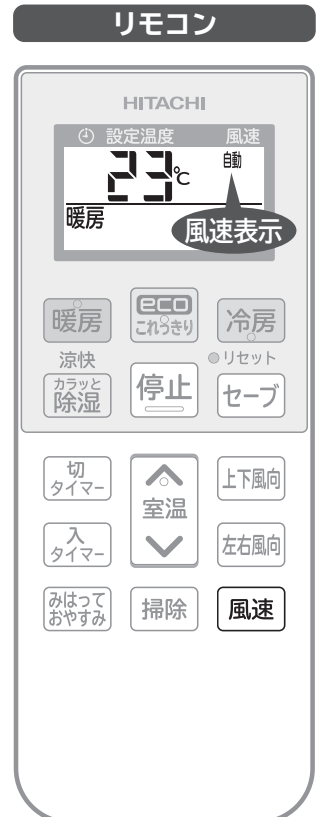 リモコン
HITACHI
設定温度 風速
23℃ 自動
暖房
風速表示
暖房
eco
これっきり
冷房
涼快
カラッと
除湿
停止
リセット
セーブ
切
タイマー
室温
上下風向
入
タイマー
左右風向
みはって
おやすみ
掃除
風速